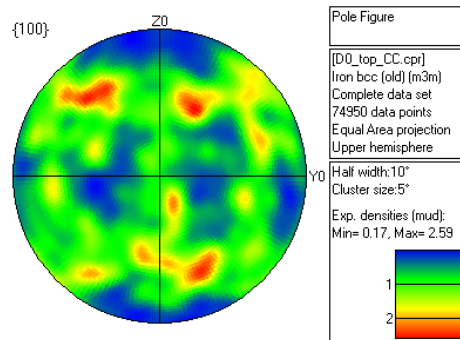 {100}
Z0
Y0
Pole Figure
[D0_top_CC.cpr]
Iron bcc (old) (m3m)
Complete data set
74950 data points
Equal Area projection
Upper hemisphere
Half width:10°
Cluster size:5°
Exp. densities (mud):
Min= 0.17, Max= 2.59
1
2